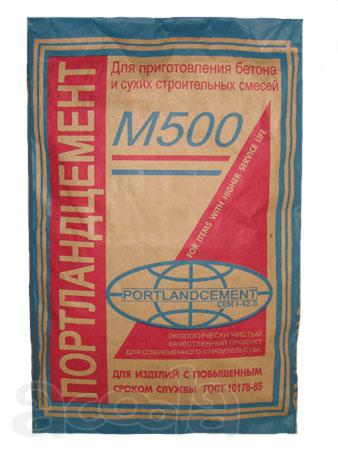 ПОРТЛАНДЦЕМЕНТ
Для приготовления бетона
и сухих строительных смесей
М500
FOR ITEMS WITH HIGHER SERVICE LIFE
PORTLANDCEMENT
CEM I-42.5
ЭКОЛОГИЧЕСКИ ЧИСТЫЙ
КАЧЕСТВЕННЫЙ ПРОДУКТ
ДЛЯ СОВРЕМЕННОГО СТРОИТЕЛЬСТВА
ДЛЯ ИЗДЕЛИЙ С ПОВЫШЕННЫМ
СРОКОМ СЛУЖБЫ ГОСТ 10178-85